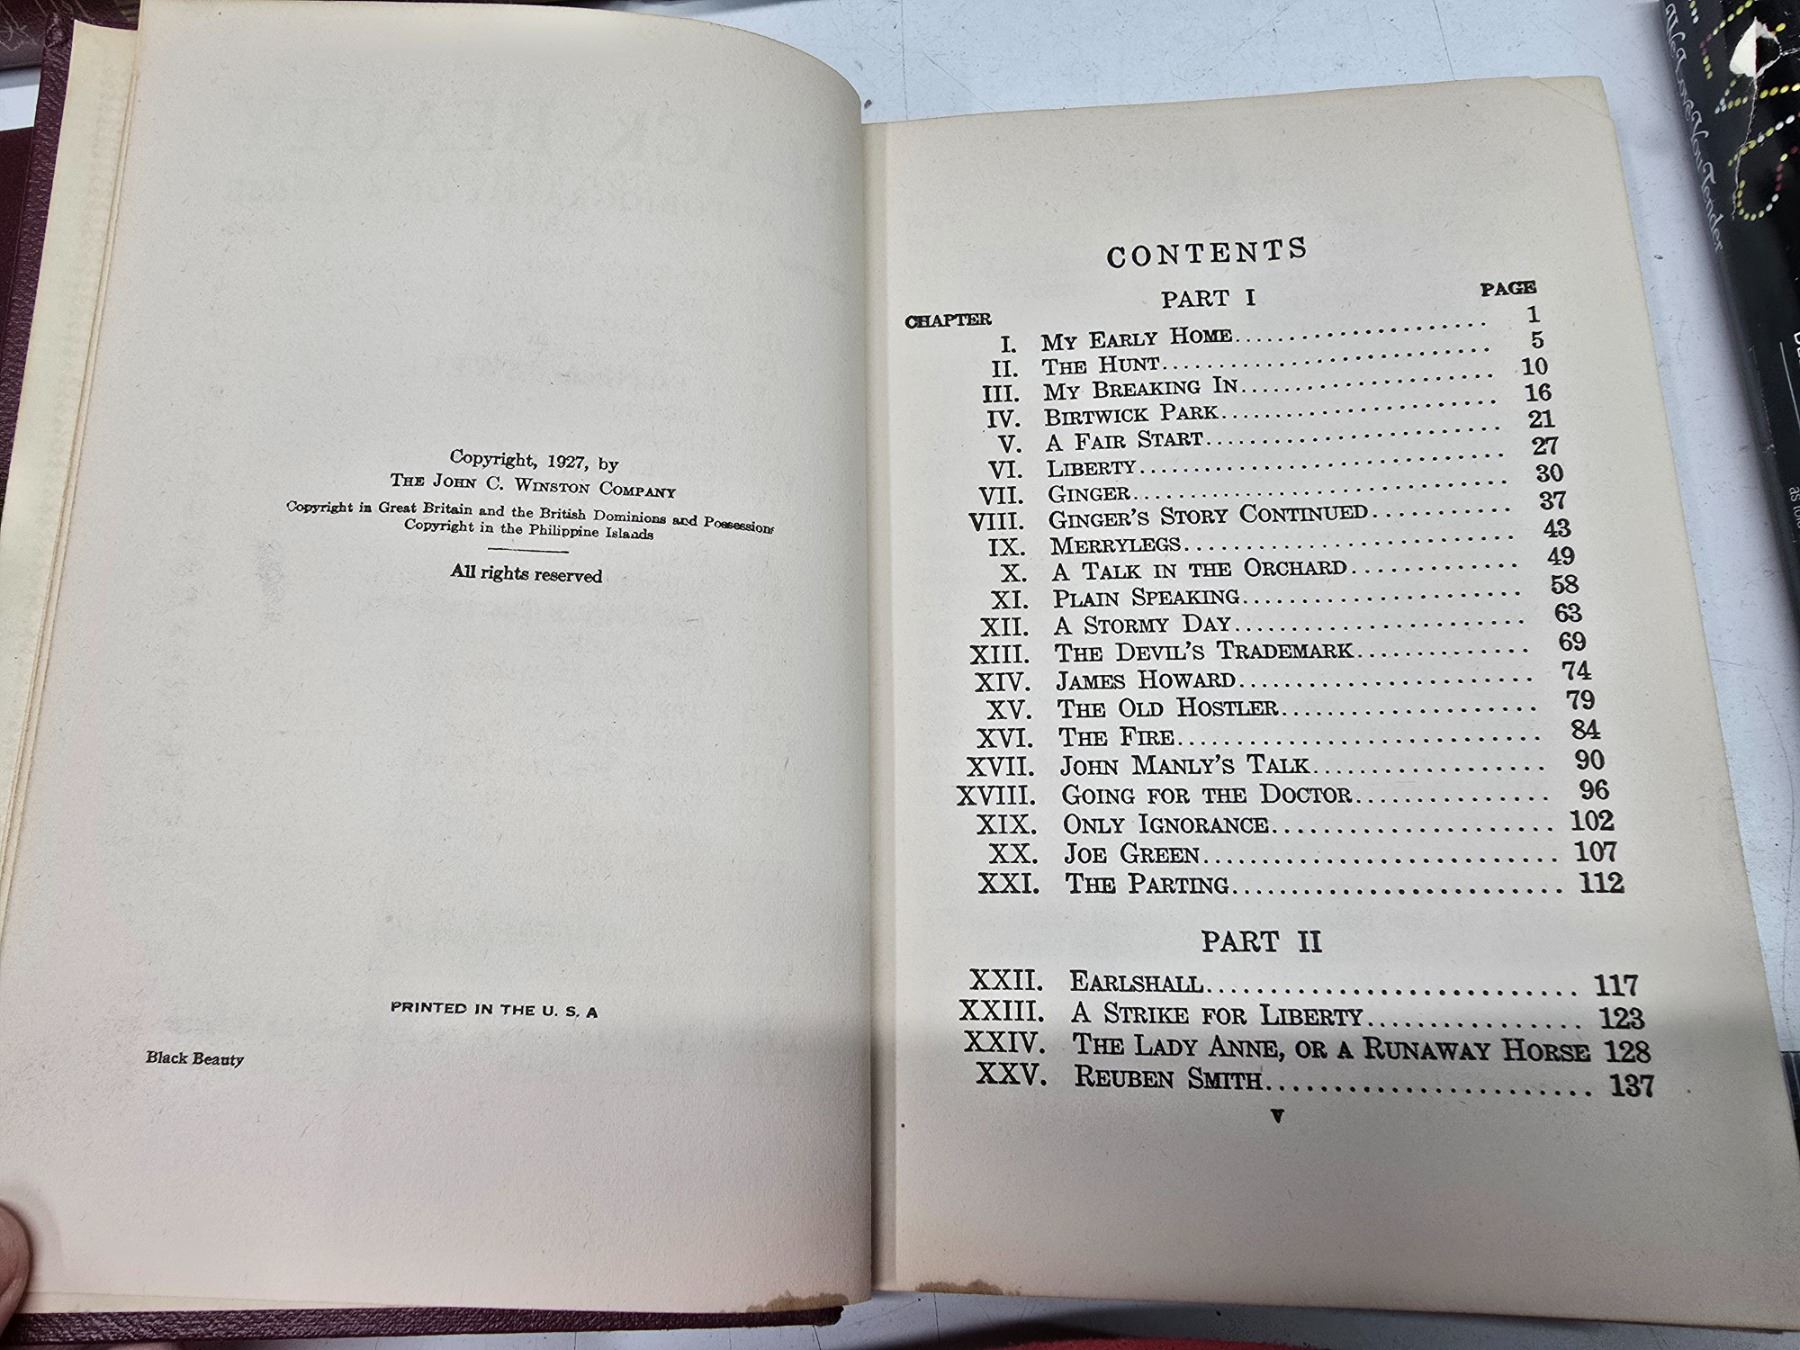 Copyright, 1927, by
THE JOHN C. WINSTON COMPANY
Copyright in Great Britain and the British Dominions and Possessions
Copyright in the Philippine Islands
All rights reserved
PRINTED IN THE U. S. A
Black Beauty
CONTENTS
PART I
CHAPTER PAGE
I. MY EARLY HOME 1
II. THE HUNT 5
III. MY BREAKING IN 10
IV. BIRTWICK PARK 16
V. A FAIR START 21
VI. LIBERTY 27
VII. GINGER 30
VIII. GINGER'S STORY CONTINUED 37
IX. MERRYLEGS 43
X. A TALK IN THE ORCHARD 49
XI. PLAIN SPEAKING 58
XII. A STORMY DAY 63
XIII. THE DEVIL'S TRADEMARK 69
XIV. JAMES HOWARD 74
XV. THE OLD HOSTLER 79
XVI. THE FIRE 84
XVII. JOHN MANLY'S TALK 90
XVIII. GOING FOR THE DOCTOR 96
XIX. ONLY IGNORANCE 102
XX. JOE GREEN 107
XXI. THE PARTING 112
PART II
XXII. EARLSHALL 117
XXIII. A STRIKE FOR LIBERTY 123
XXIV. THE LADY ANNE, OR A RUNAWAY HORSE 128
XXV. REUBEN SMITH 137
v
Love You Tender